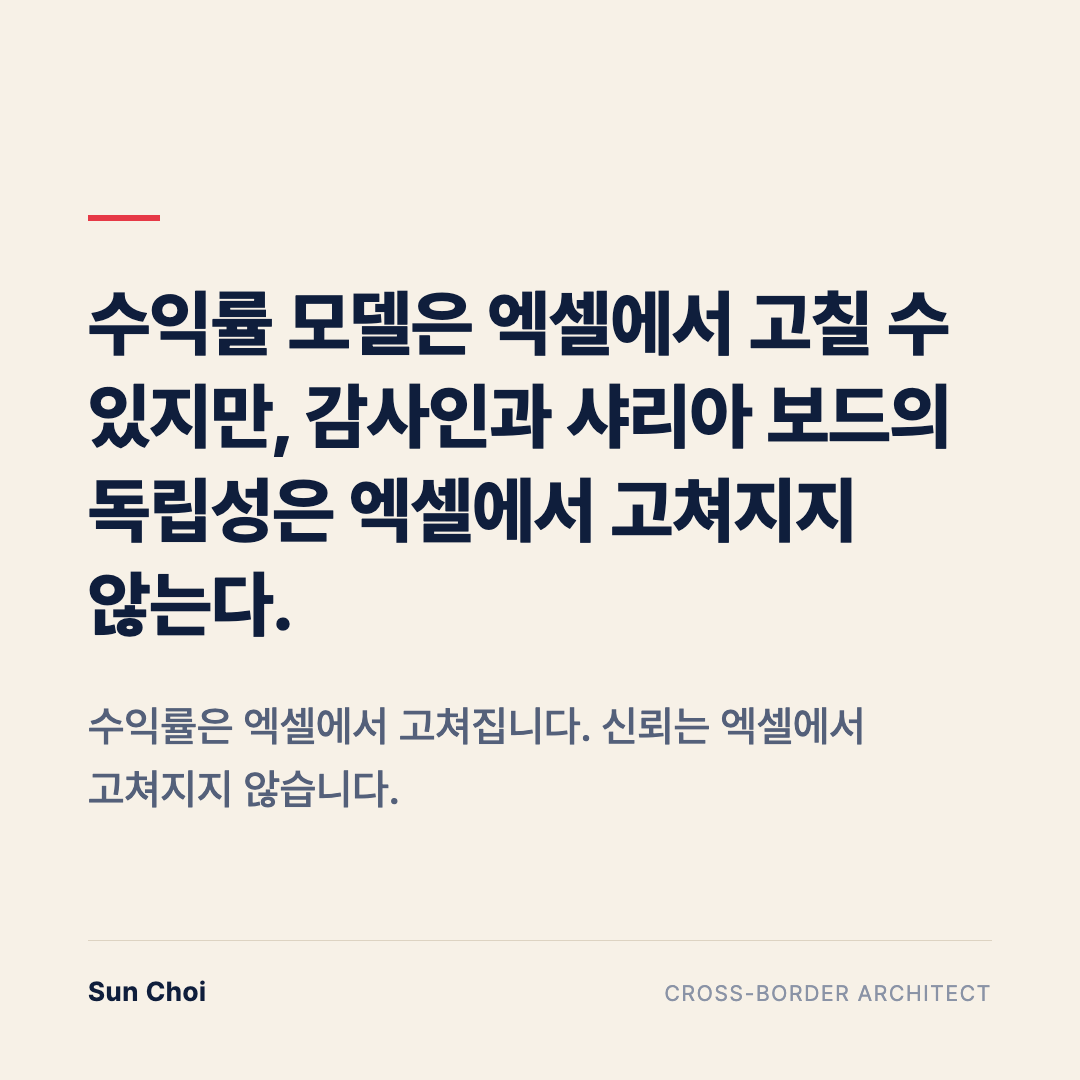 수익률 모델은 엑셀에서 고칠 수
있지만, 감사인과 샤리아 보드의
독립성은 엑셀에서 고쳐지지
않는다.
수익률은 엑셀에서 고쳐집니다. 신뢰는 엑셀에서
고쳐지지 않습니다.
Sun Choi
CROSS-BORDER ARCHITECT